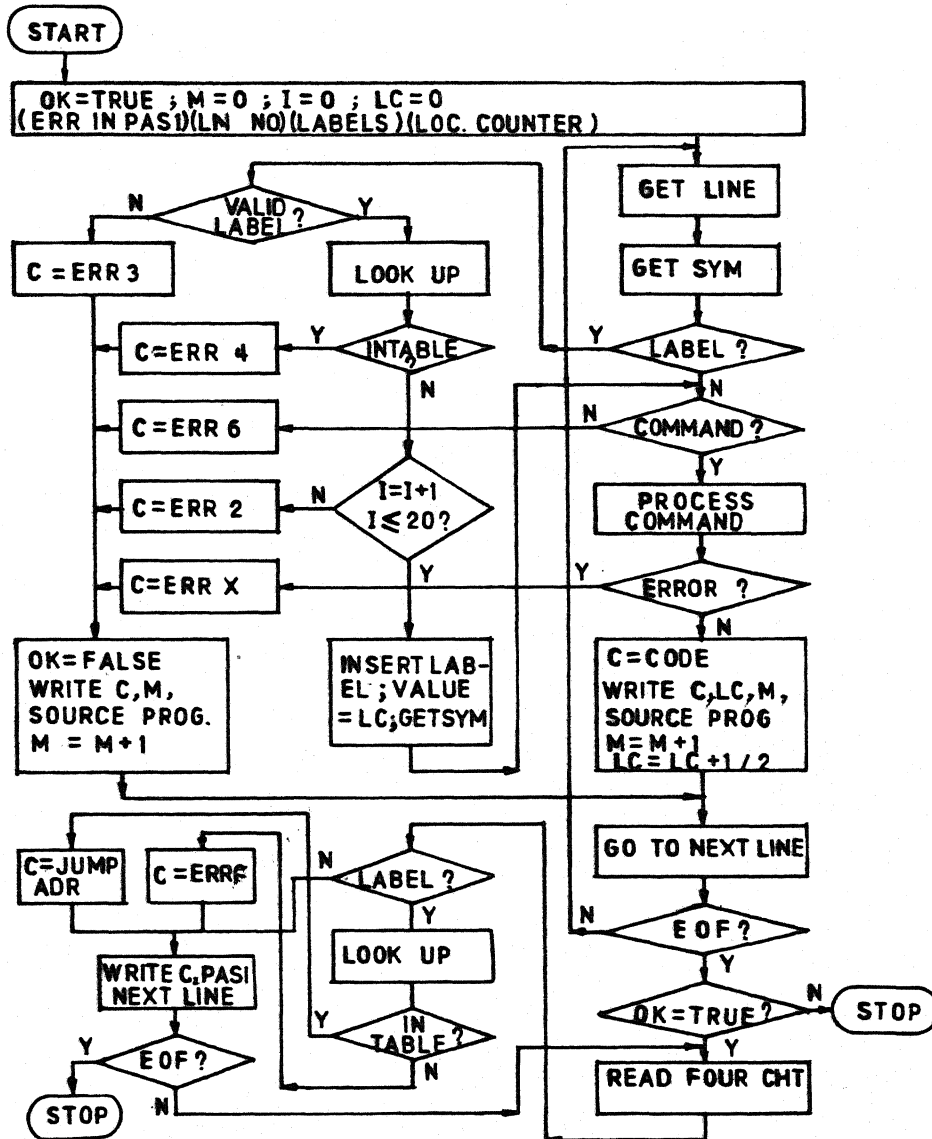 START
OK=TRUE ; M=0 ; I=0 ; LC=0
(ERR IN PAS1)(LN NO)(LABELS)(LOC. COUNTER)
GET LINE
GET SYM
LABEL ?
Y
N
VALID
LABEL ?
N
Y
C=ERR 3
LOOK UP
C=ERR 4
Y
INTABLE
?
N
C=ERR 6
N
COMMAND ?
Y
C=ERR 2
N
I=I+1
I≤20?
Y
PROCESS
COMMAND
C=ERR X
Y
ERROR ?
N
OK=FALSE
WRITE C,M,
SOURCE PROG.
M = M+1
INSERT LAB-
EL ; VALUE
=LC;GETSYM
C=CODE
WRITE C,LC,M,
SOURCE PROG
M=M+1
LC=LC+1/2
GO TO NEXT LINE
EOF?
N
Y
OK=TRUE ?
N
STOP
Y
READ FOUR CHT
C=JUMP
ADR
C=ERRF
N
LABEL ?
Y
LOOK UP
Y
IN
TABLE ?
N
WRITE C,PASI
NEXT LINE
Y
EOF?
N
STOP